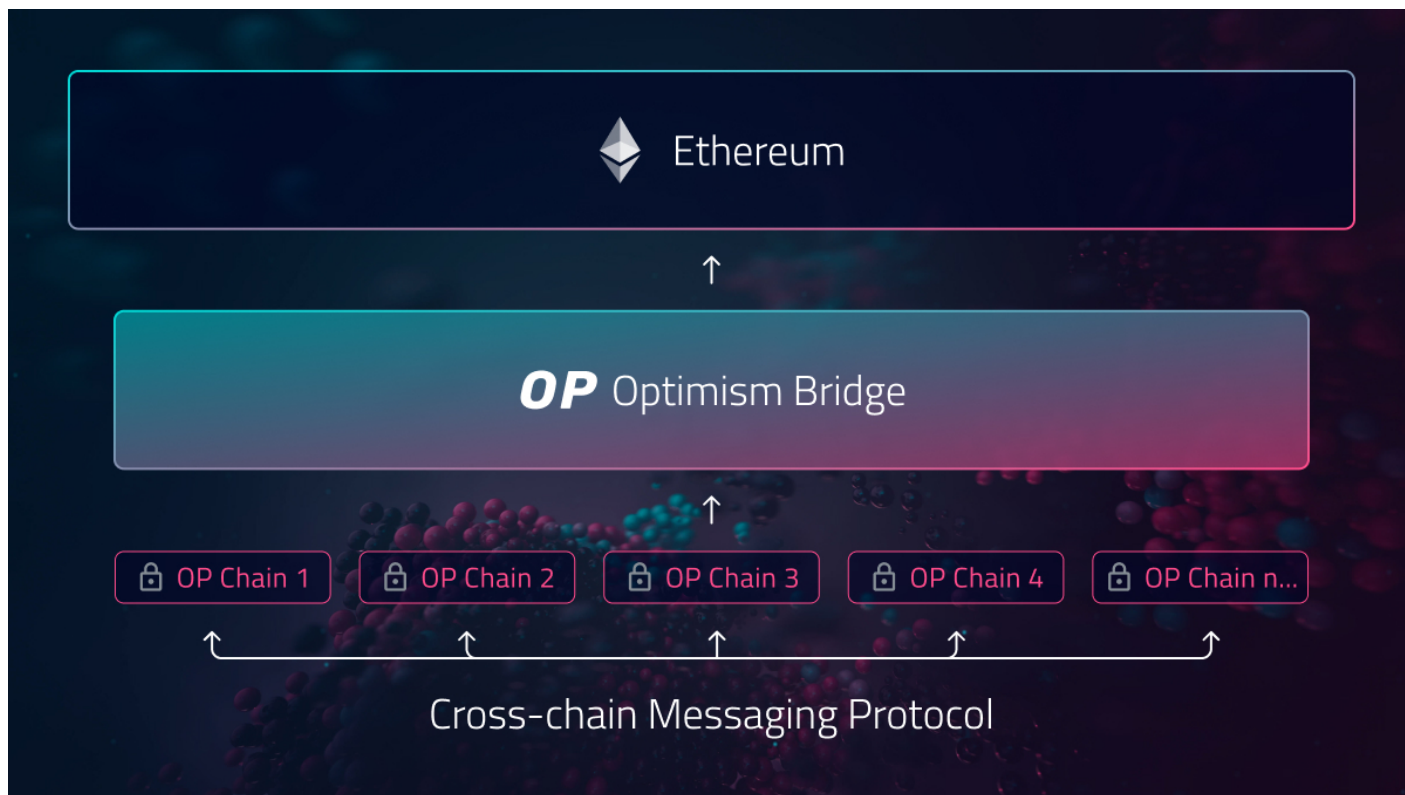 Ethereum
OP Optimism Bridge
OP Chain 1
OP Chain 2
OP Chain 3
OP Chain 4
OP Chain n...
Cross-chain Messaging Protocol